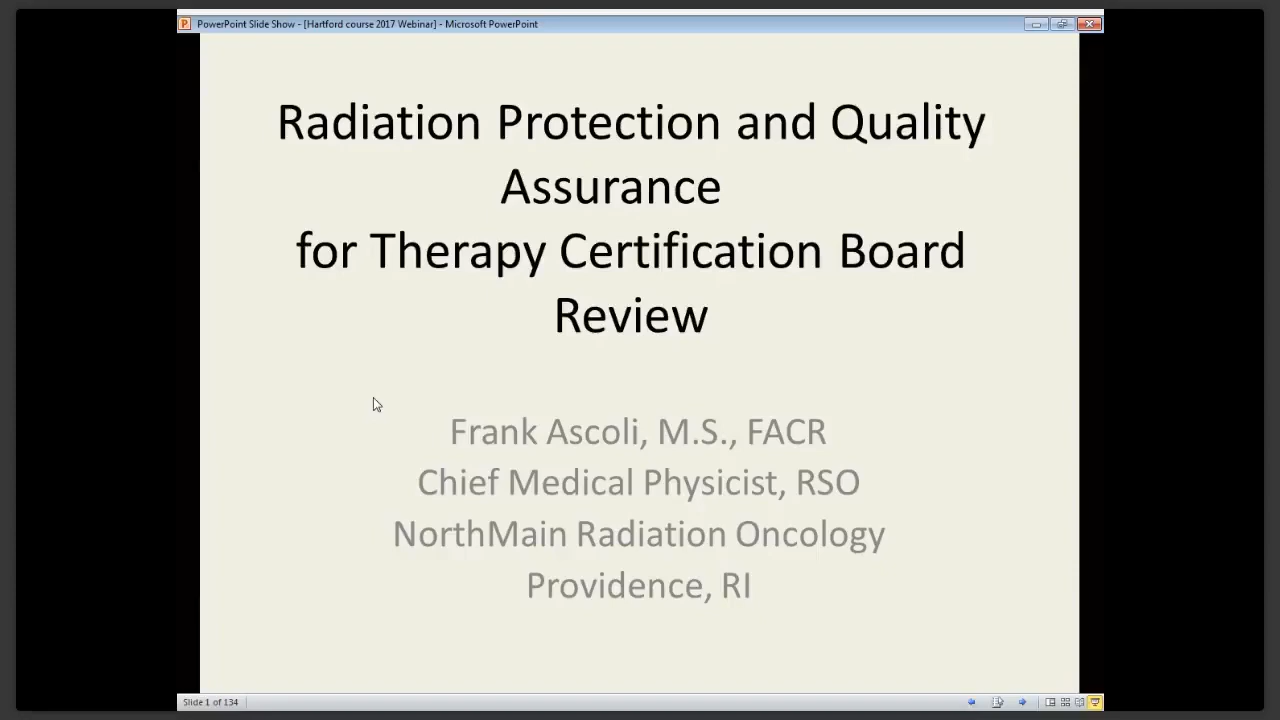 PowerPoint Slide Show - [Hartford course 2017 Webinar] - Microsoft PowerPoint
Radiation Protection and Quality
Assurance
for Therapy Certification Board
Review
Frank Ascoli, M.S., FACR
Chief Medical Physicist, RSO
NorthMain Radiation Oncology
Providence, RI
Slide 1 of 134